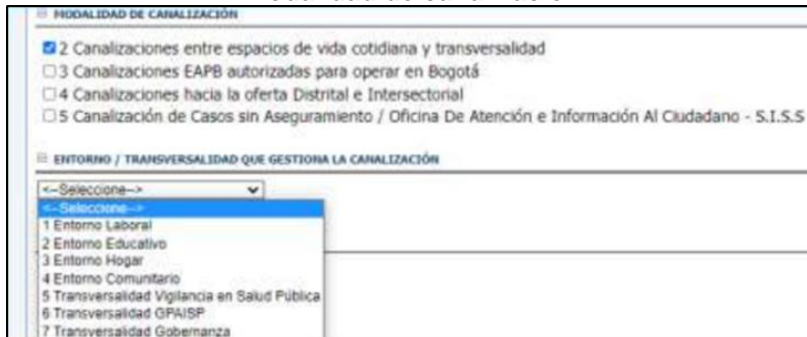 MODALIDAD DE CANALIZACIÓN
2 Canalizaciones entre espacios de vida cotidiana y transversalidad
3 Canalizaciones EAPB autorizadas para operar en Bogotá
4 Canalizaciones hacia la oferta Distrital e Intersectorial
5 Canalización de Casos sin Aseguramiento / Oficina De Atención e Información Al Ciudadano - S.I.S.S
ENTORNO / TRANSVERSALIDAD QUE GESTIONA LA CANALIZACIÓN
<--Seleccione-->
<--Seleccione-->
1 Entorno Laboral
2 Entorno Educativo
3 Entorno Hogar
4 Entorno Comunitario
5 Transversalidad Vigilancia en Salud Pública
6 Transversalidad GPAISP
7 Transversalidad Gobernanza